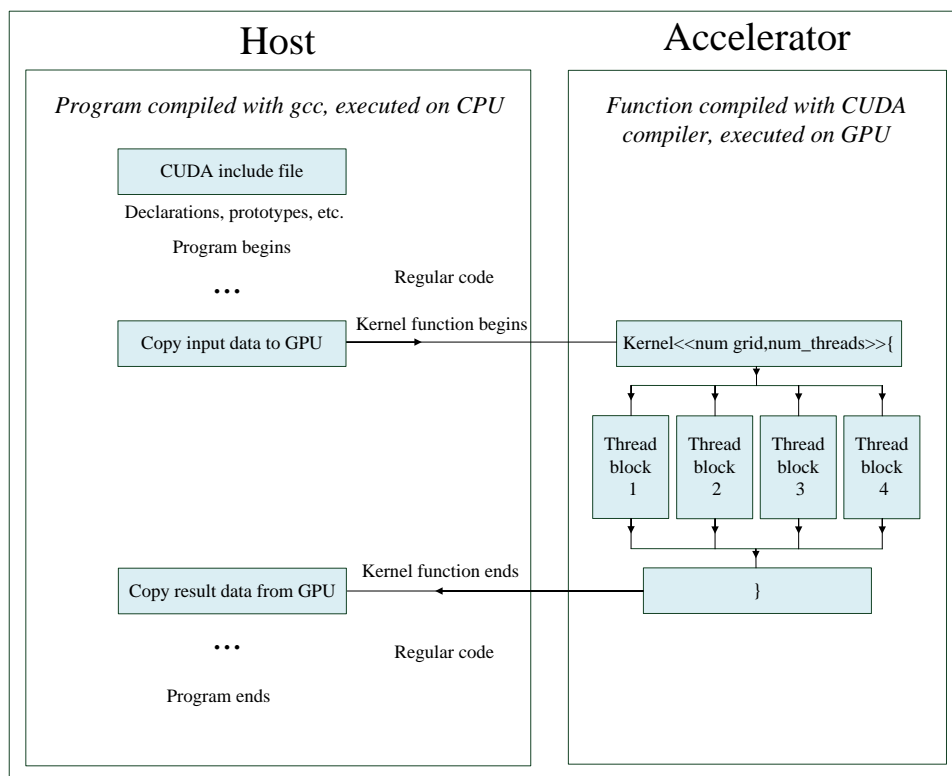 Host
Accelerator
Program compiled with gcc, executed on CPU
Function compiled with CUDA
compiler, executed on GPU
CUDA include file
Declarations, prototypes, etc.
Program begins
...
Regular code
Copy input data to GPU
Kernel function begins
Kernel<<num grid,num_threads>>{
Thread
block
1
Thread
block
2
Thread
block
3
Thread
block
4
Copy result data from GPU
Kernel function ends
}
...
Regular code
Program ends